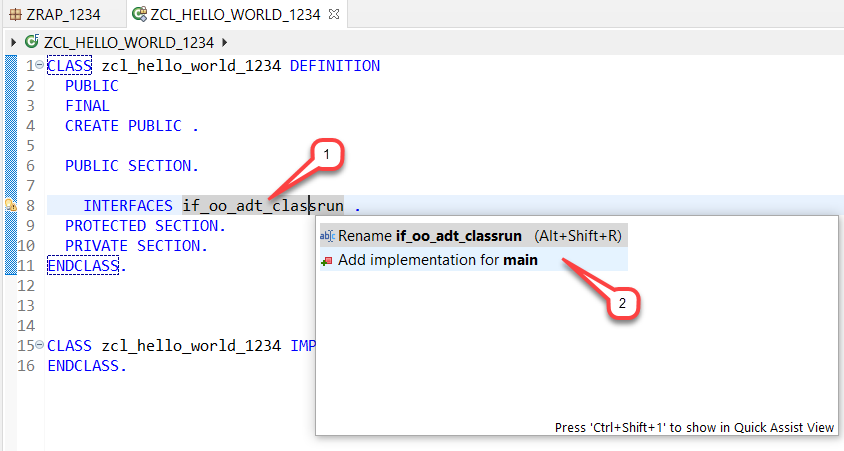 ZRAP_1234 ZCL_HELLO_WORLD_1234
ZCL_HELLO_WORLD_1234
1 CLASS zcl_hello_world_1234 DEFINITION
2 PUBLIC
3 FINAL
4 CREATE PUBLIC .
5
6 PUBLIC SECTION.
7
8 INTERFACES if_oo_adt_classrun .
9 PROTECTED SECTION.
10 PRIVATE SECTION.
11 ENDCLASS.
12
13
14
15 CLASS zcl_hello_world_1234 IMP
16 ENDCLASS.
1
Rename if_oo_adt_classrun (Alt+Shift+R)
Add implementation for main
2
Press 'Ctrl+Shift+1' to show in Quick Assist View